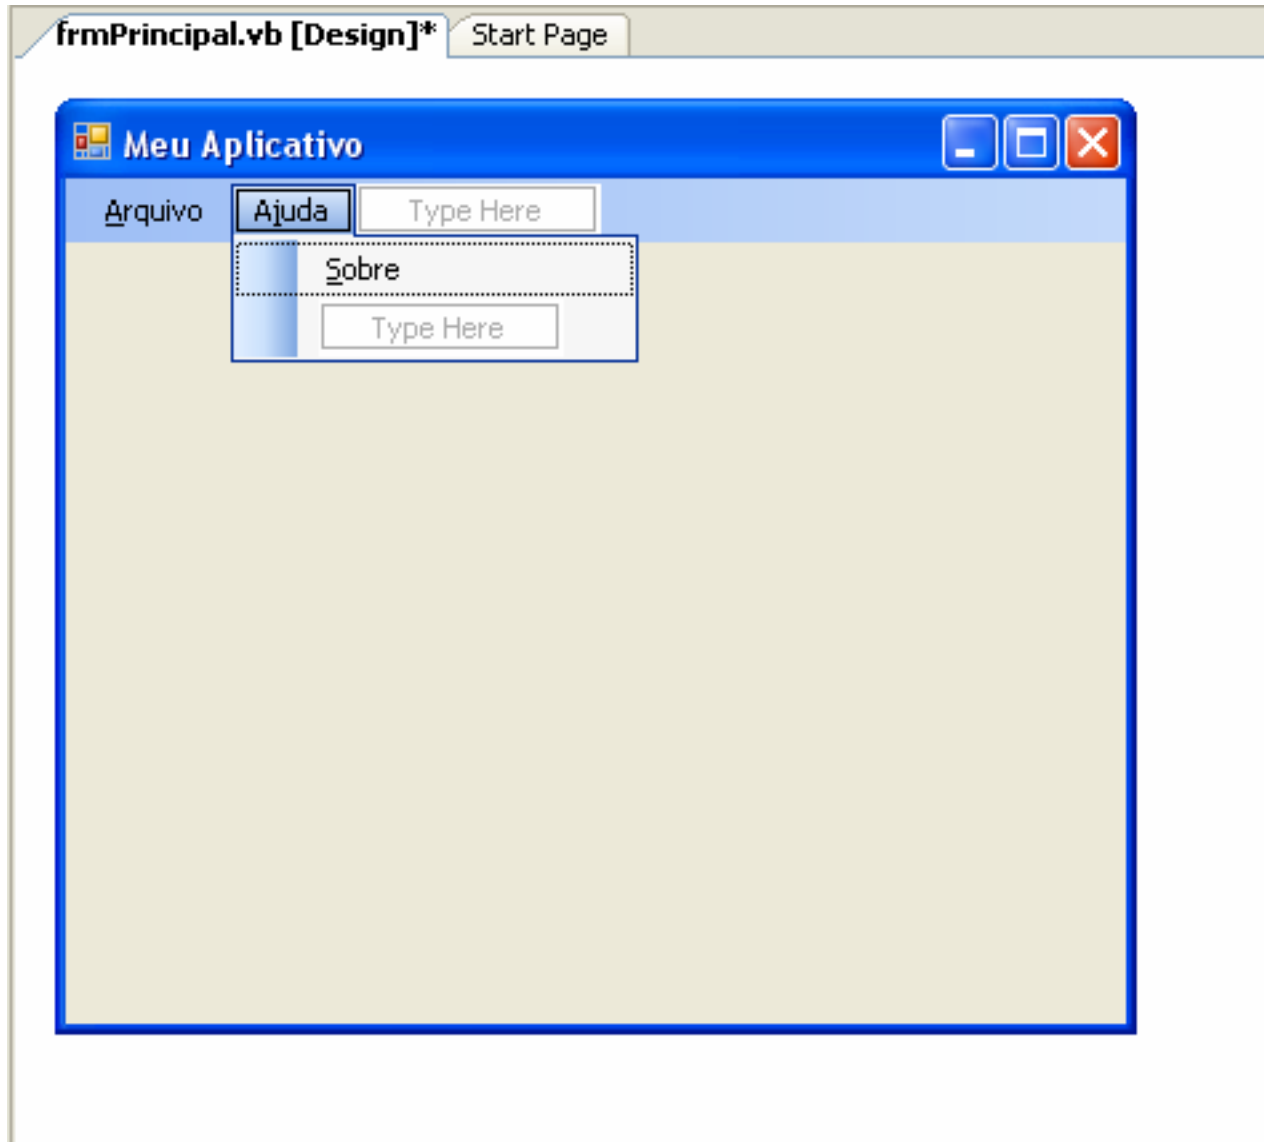 frmPrincipal.vb [Design]* Start Page
Meu Aplicativo
Arquivo Ajuda Type Here
Sobre
Type Here